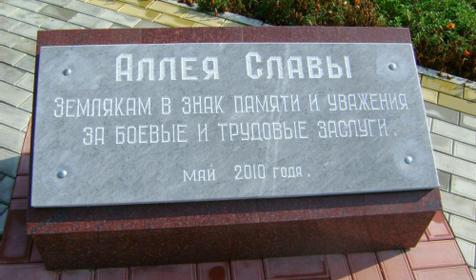 Аллея Славы
Землякам в знак памяти и уважения
за боевые и трудовые заслуги.
май 2010 года.